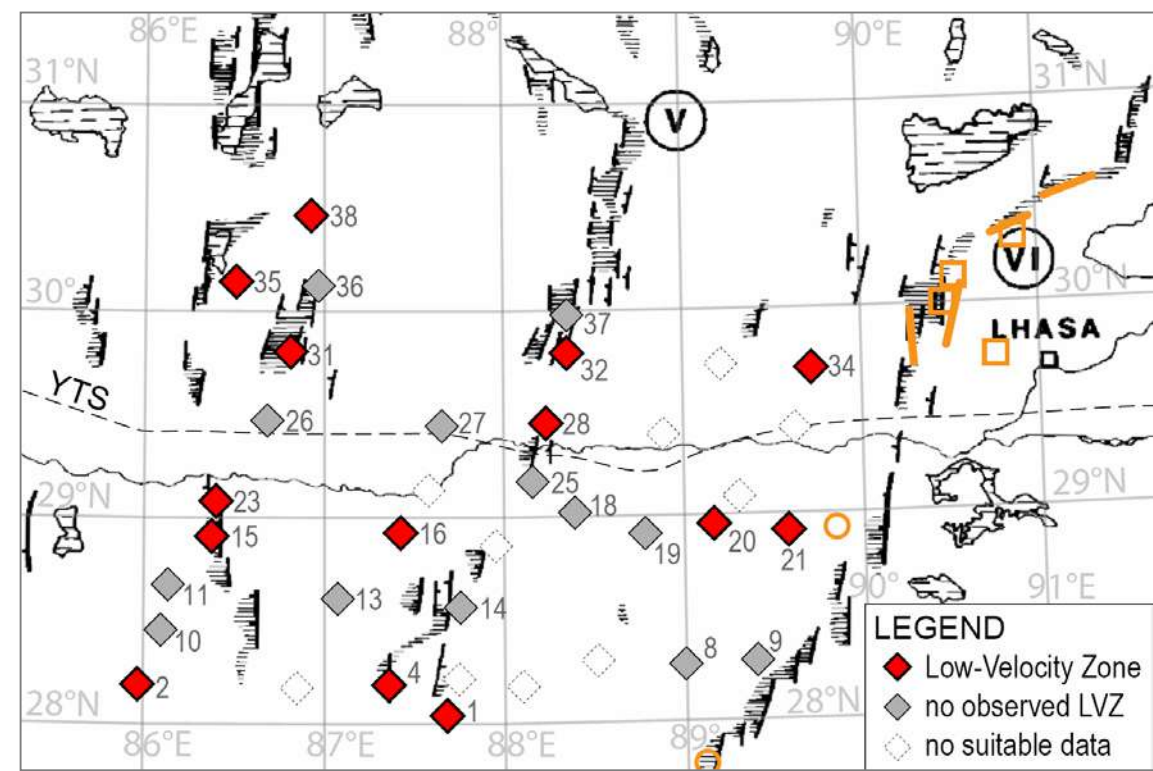 86°E
88°
90°E
31°N
31°N
V
38
35
36
VI
30°
30°N
37
LHASA
31
32
34
YTS
26
27
28
25
23
29°N
18
29°N
15
16
19
20
21
11
13
14
90°
91°E
10
8
9
LEGEND
2
4
Low-Velocity Zone
28°N
1
28°N
no observed LVZ
86°E
87°E
88°E
89°
no suitable data